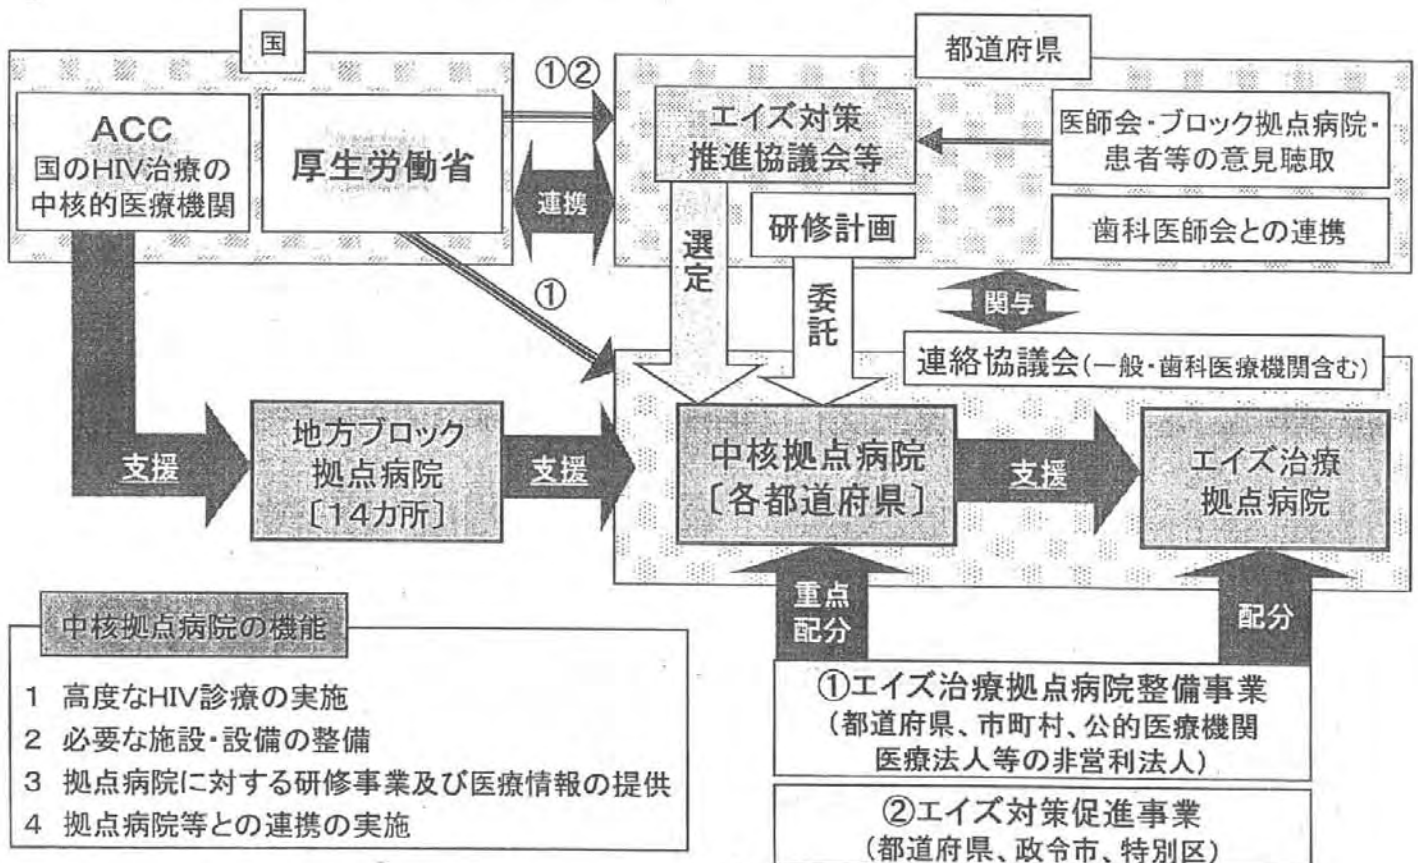 国
ACC
国のHIV治療の
中核的医療機関
厚生労働省
①②
連携
①
都道府県
エイズ対策
推進協議会等
医師会・ブロック拠点病院・
患者等の意見聴取
研修計画
歯科医師会との連携
選定
委託
関与
連絡協議会(一般・歯科医療機関含む)
支援
地方ブロック
拠点病院
〔14カ所〕
支援
中核拠点病院
〔各都道府県〕
支援
エイズ治療
拠点病院
重点
配分
配分
中核拠点病院の機能
1 高度なHIV診療の実施
2 必要な施設・設備の整備
3 拠点病院に対する研修事業及び医療情報の提供
4 拠点病院等との連携の実施
①エイズ治療拠点病院整備事業
(都道府県、市町村、公的医療機関
医療法人等の非営利法人)
②エイズ対策促進事業
(都道府県、政令市、特別区)